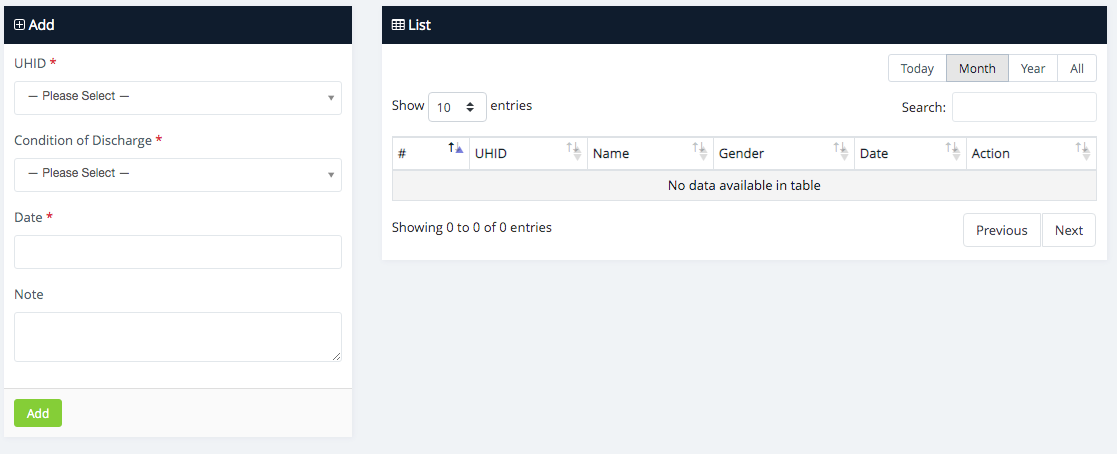 Add
UHID *
— Please Select —
Condition of Discharge *
— Please Select —
Date *
Note
Add
List
Today Month Year All
Show 10 entries Search:
# UHID Name Gender Date Action
No data available in table
Showing 0 to 0 of 0 entries
Previous Next